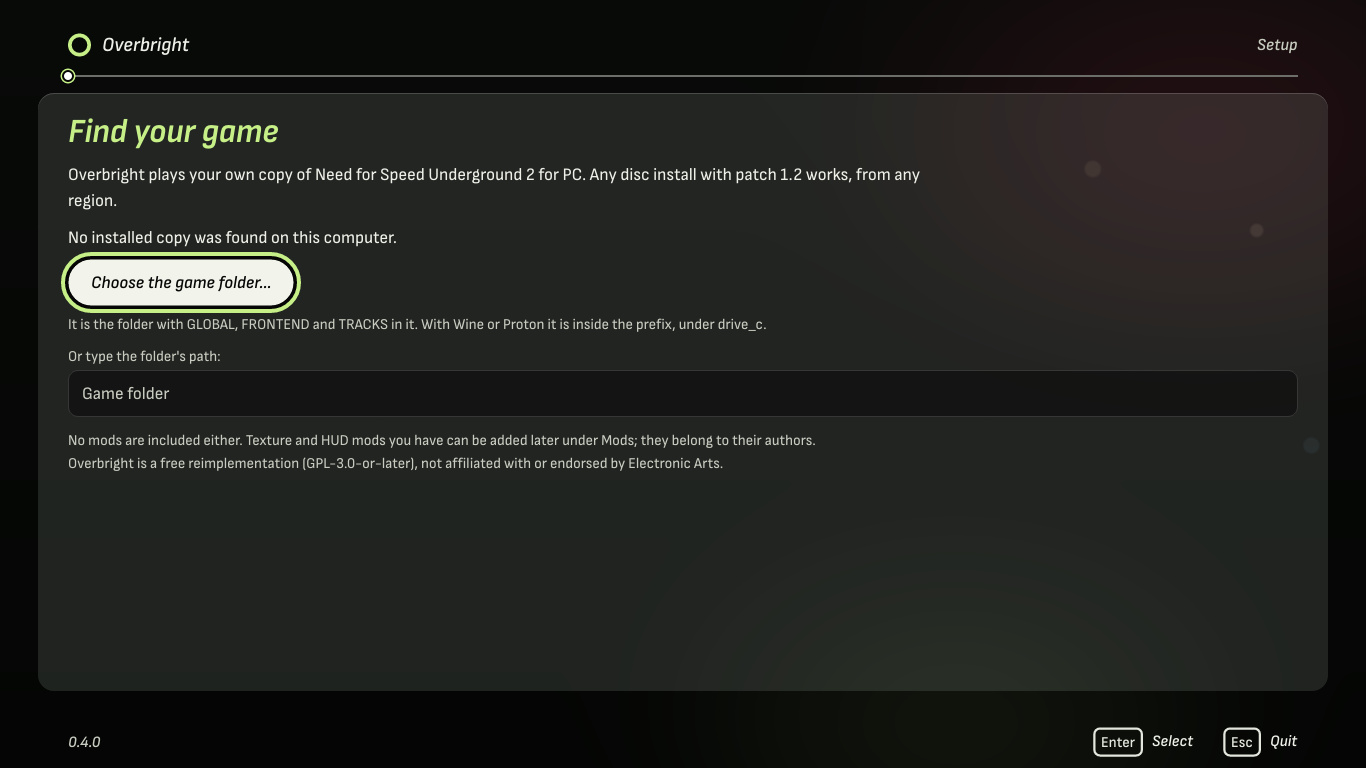 Overbright
Setup
Find your game
Overbright plays your own copy of Need for Speed Underground 2 for PC. Any disc install with patch 1.2 works, from any
region.
No installed copy was found on this computer.
Choose the game folder...
It is the folder with GLOBAL, FRONTEND and TRACKS in it. With Wine or Proton it is inside the prefix, under drive_c.
Or type the folder's path:
Game folder
No mods are included either. Texture and HUD mods you have can be added later under Mods; they belong to their authors.
Overbright is a free reimplementation (GPL-3.0-or-later), not affiliated with or endorsed by Electronic Arts.
0.4.0
Enter Select Esc Quit